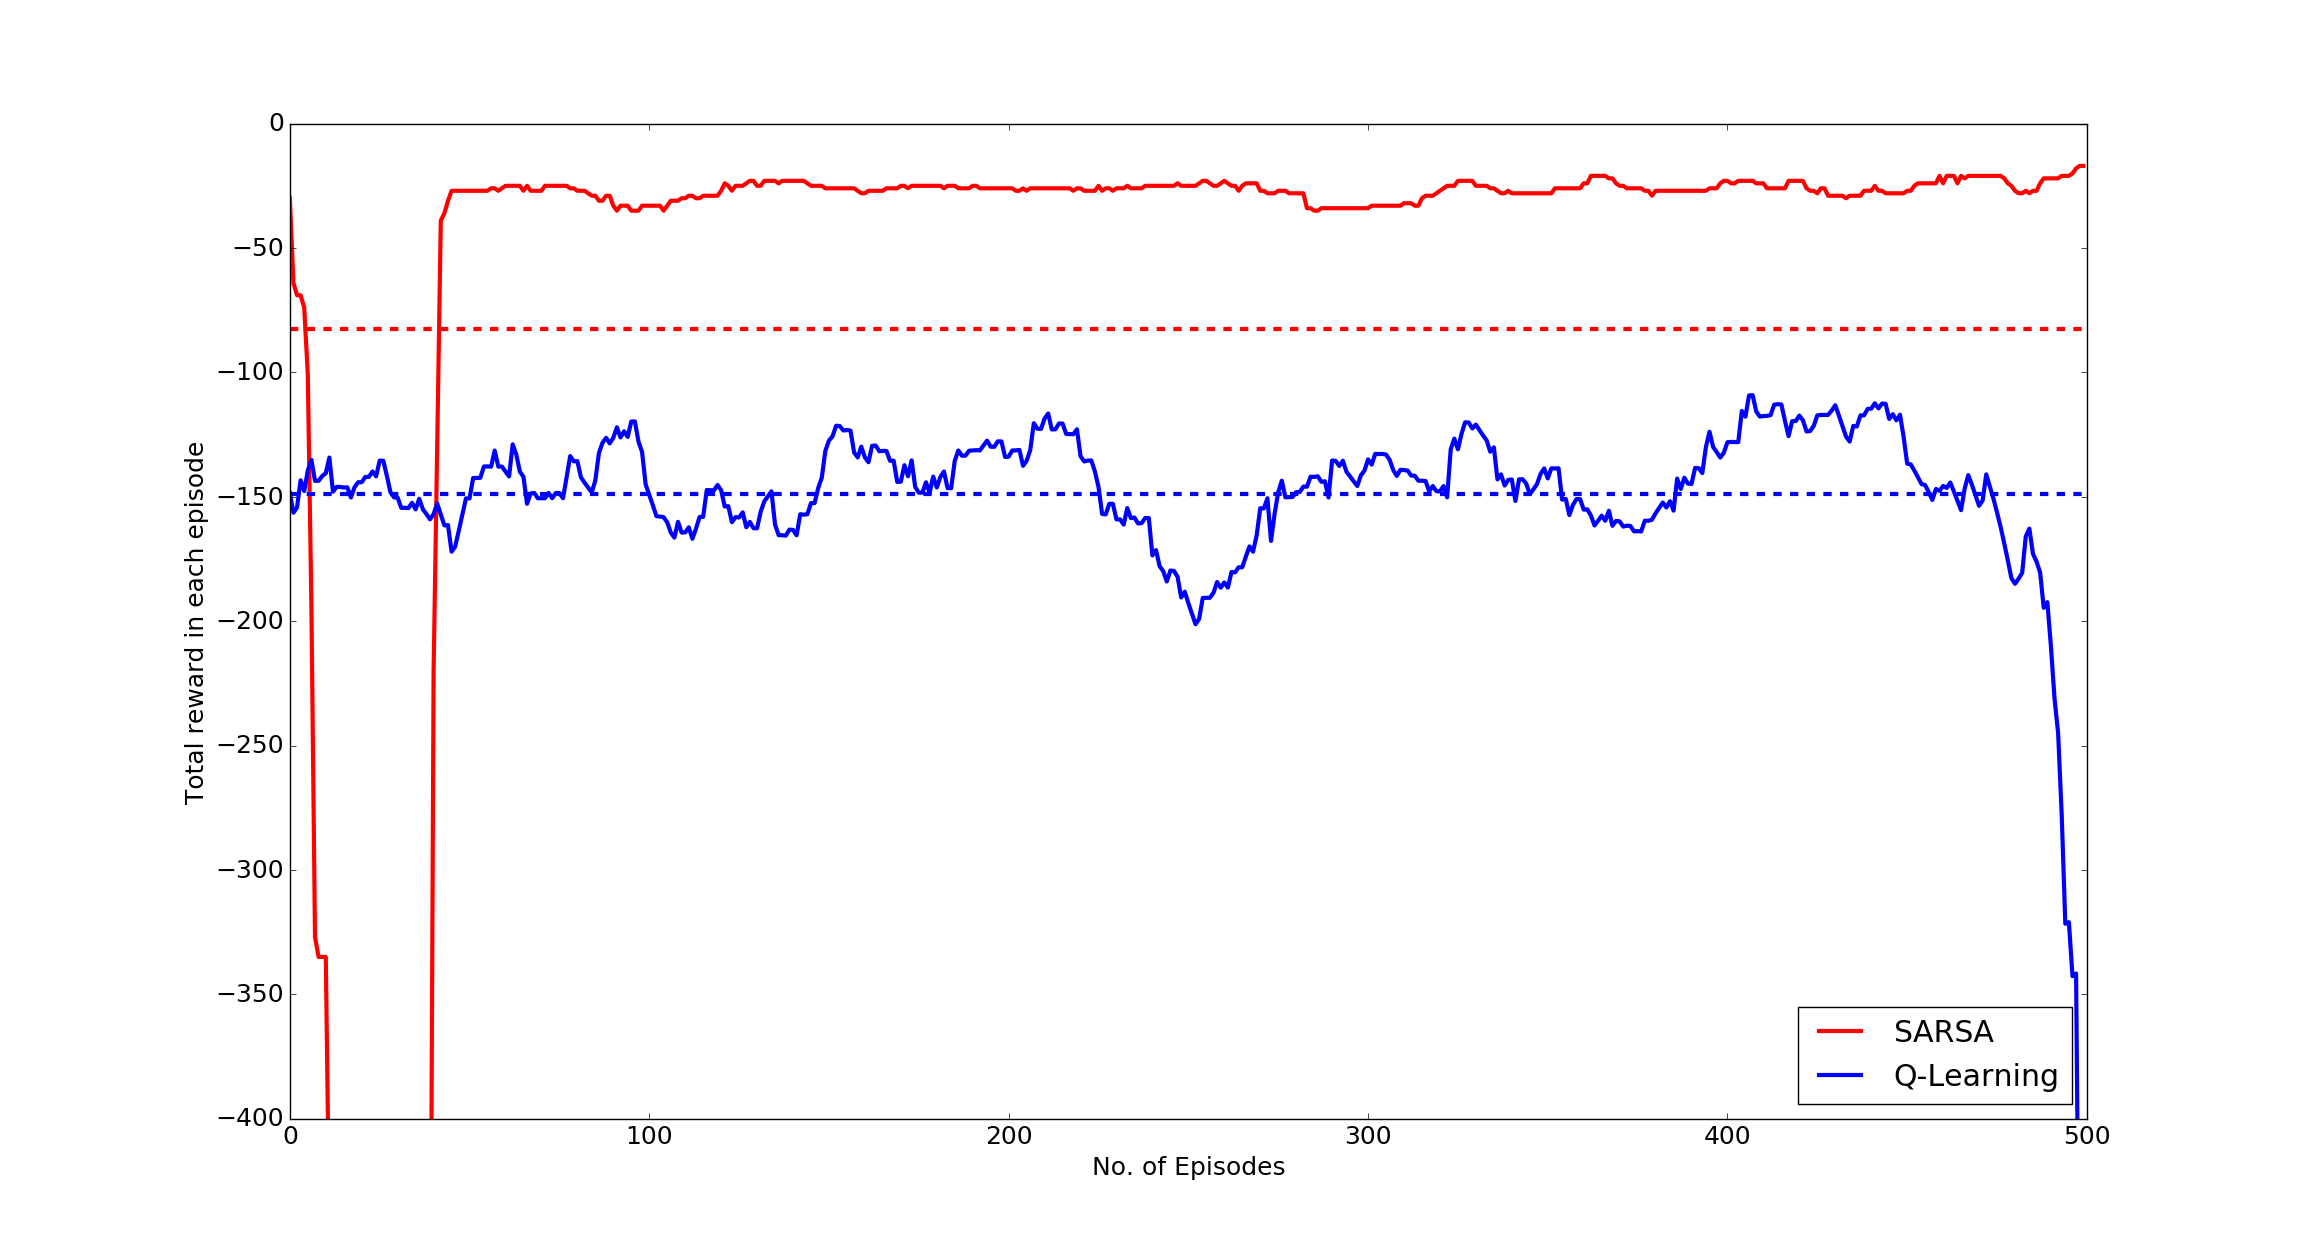 Total reward in each episode
0
−50
−100
−150
−200
−250
−300
−350
−400
0 100 200 300 400 500
No. of Episodes
SARSA
Q-Learning